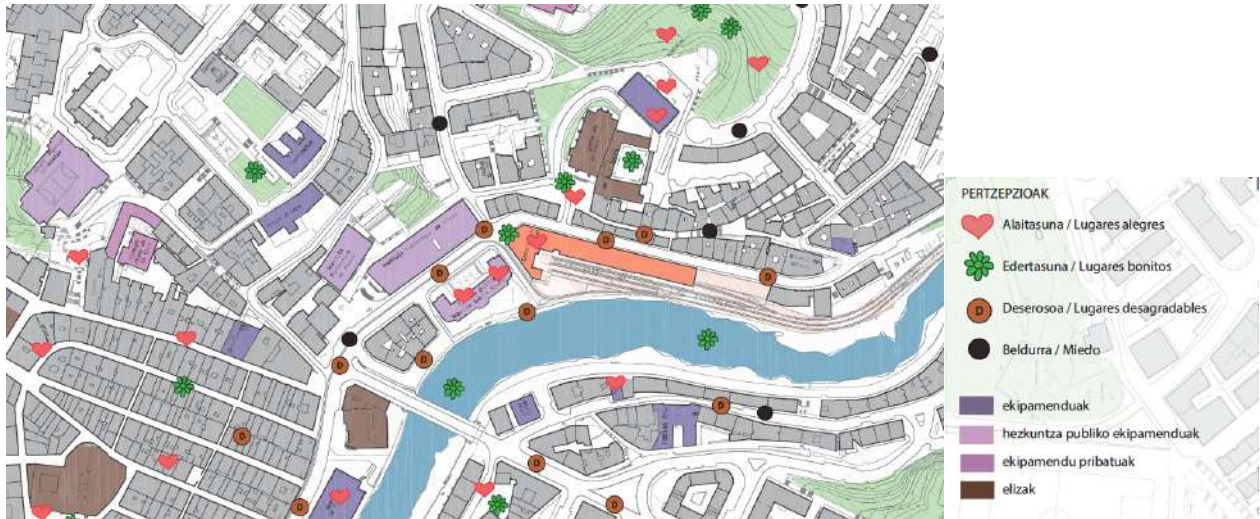 PERTZEPZIOAK
Alaitasuna / Lugares alegres
Edertasuna / Lugares bonitos
D Deserosoa / Lugares desagradables
Beldurra / Miedo
ekipamenduak
hezkuntza publiko ekipamenduak
ekipamendu pribatuak
elizak
D
D
D
D
D
D
D
D
D
D
D
D
D